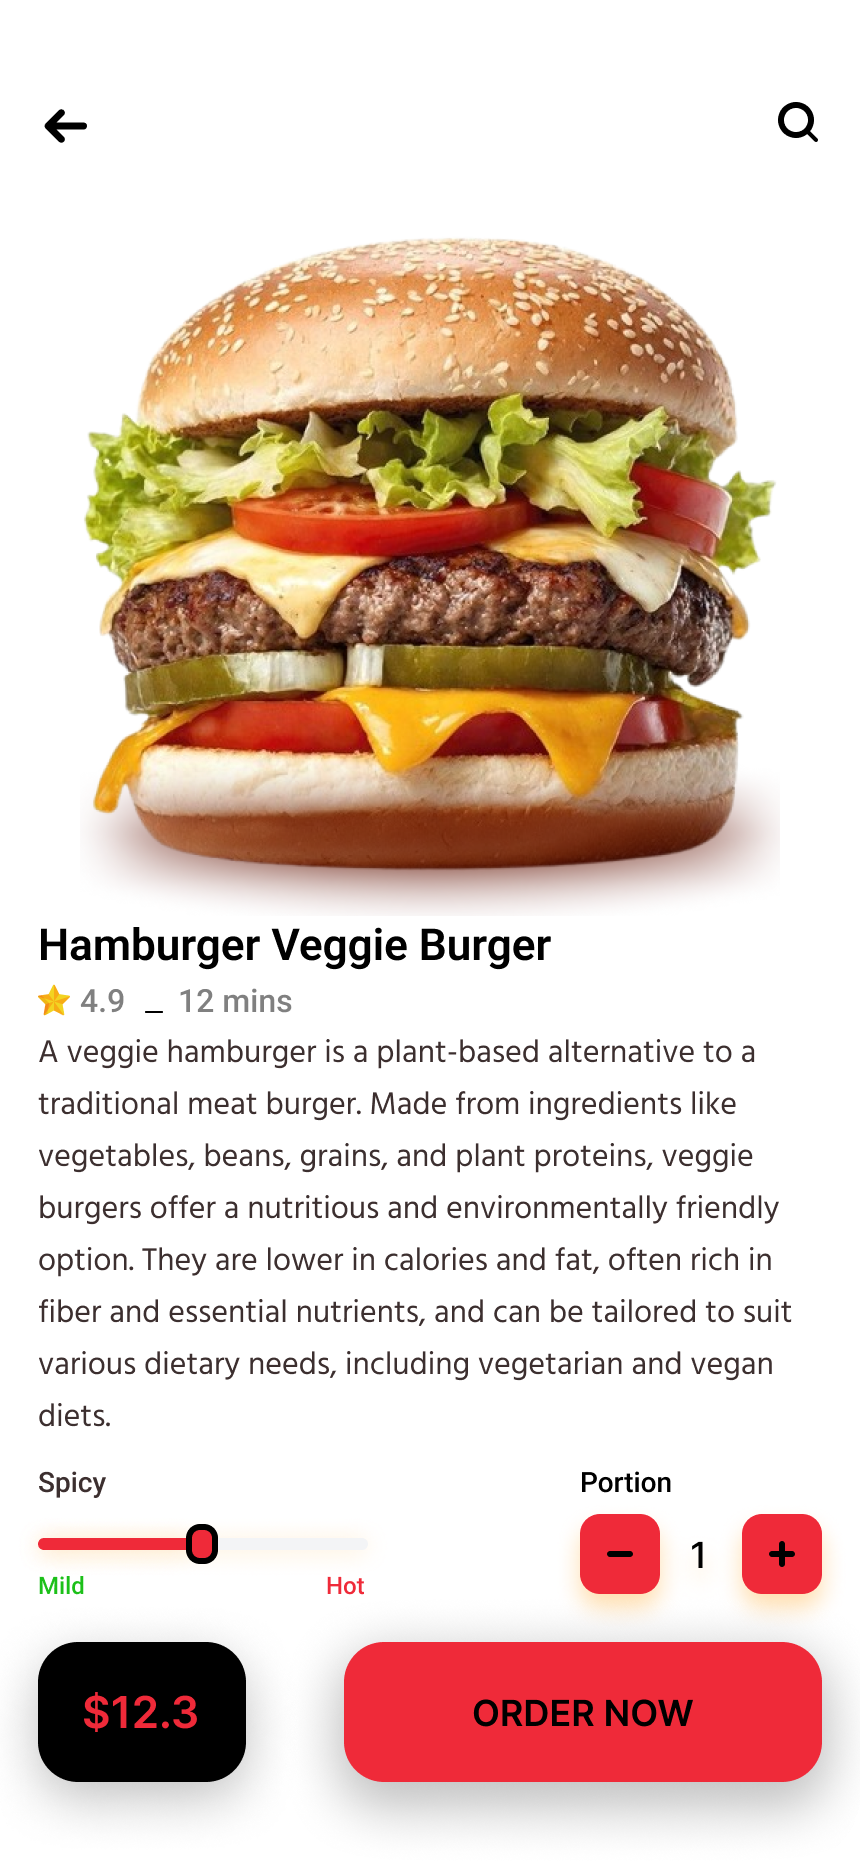 Hamburger Veggie Burger
4.9 _ 12 mins
A veggie hamburger is a plant-based alternative to a
traditional meat burger. Made from ingredients like
vegetables, beans, grains, and plant proteins, veggie
burgers offer a nutritious and environmentally friendly
option. They are lower in calories and fat, often rich in
fiber and essential nutrients, and can be tailored to suit
various dietary needs, including vegetarian and vegan
diets.
Spicy
Mild Hot
Portion
1
$12.3
ORDER NOW